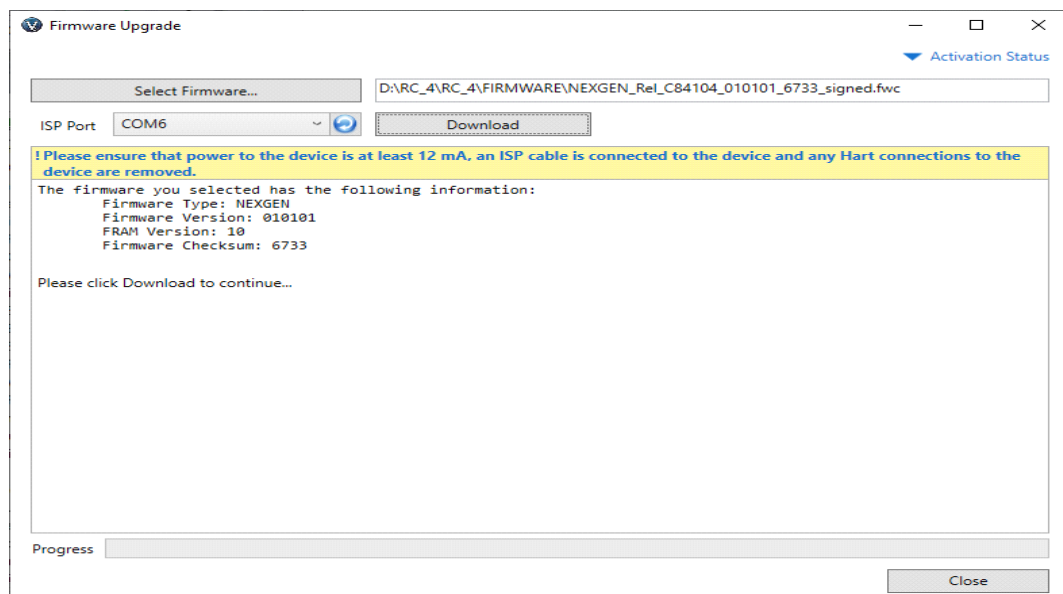 Firmware Upgrade
Activation Status
Select Firmware...
D:\RC_4\RC_4\FIRMWARE\NEXGEN_Rel_C84104_010101_6733_signed.fwc
ISP Port
COM6
Download
! Please ensure that power to the device is at least 12 mA, an ISP cable is connected to the device and any Hart connections to the
device are removed.
The firmware you selected has the following information:
Firmware Type: NEXGEN
Firmware Version: 010101
FRAM Version: 10
Firmware Checksum: 6733
Please click Download to continue...
Progress
Close